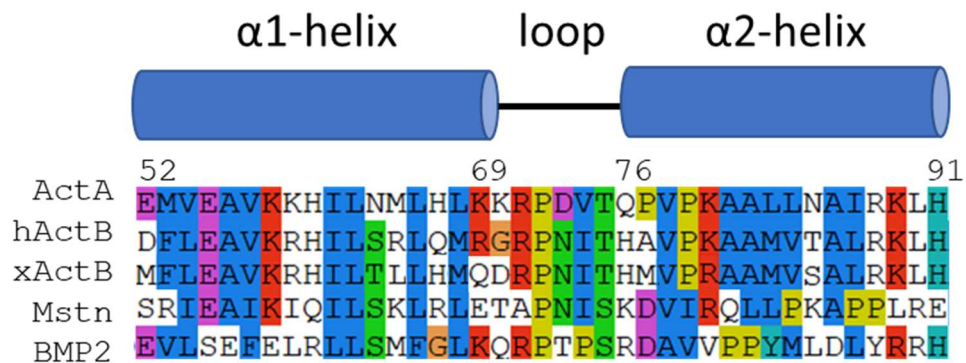 α1-helix loop α2-helix
52 69 76 91
ActA EMVEAVKKHILNMLHLKKRPDVTQPVPKAALLNAIRKLH
hActB DFLEAVKRHILSRLQMRGRPNITHAVPKAAMVTALRKLH
xActB MFLEAVKRHILTLLHMQDRPNITHMVPRAAMVSALRKLH
Mstn SRIEAIKIQILSKLRLETAPNISKDVIRQLLPKAPPLRE
BMP2 EVLSEFELRLLSMFGLKQRPTPSRDAVVPPYMLDLYRRH